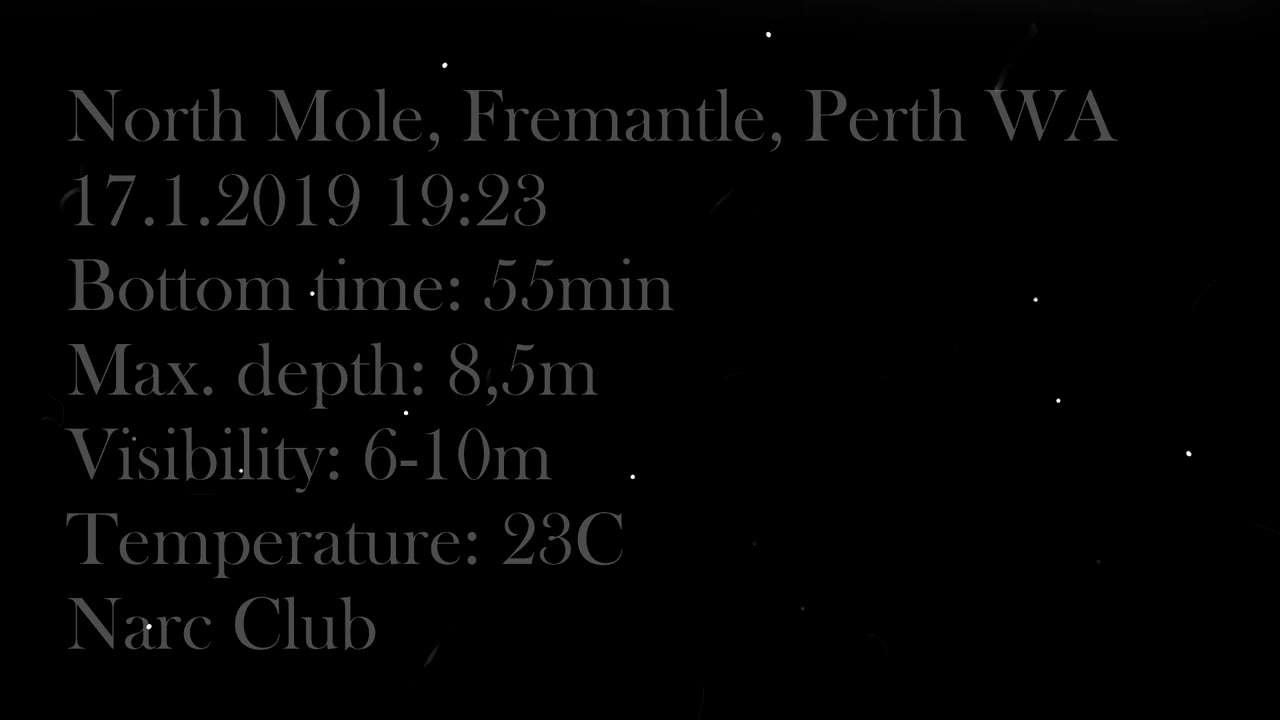 North Mole, Fremantle, Perth WA
17.1.2019 19:23
Bottom time: 55min
Max. depth: 8,5m
Visibility: 6-10m
Temperature: 23C
Narc Club